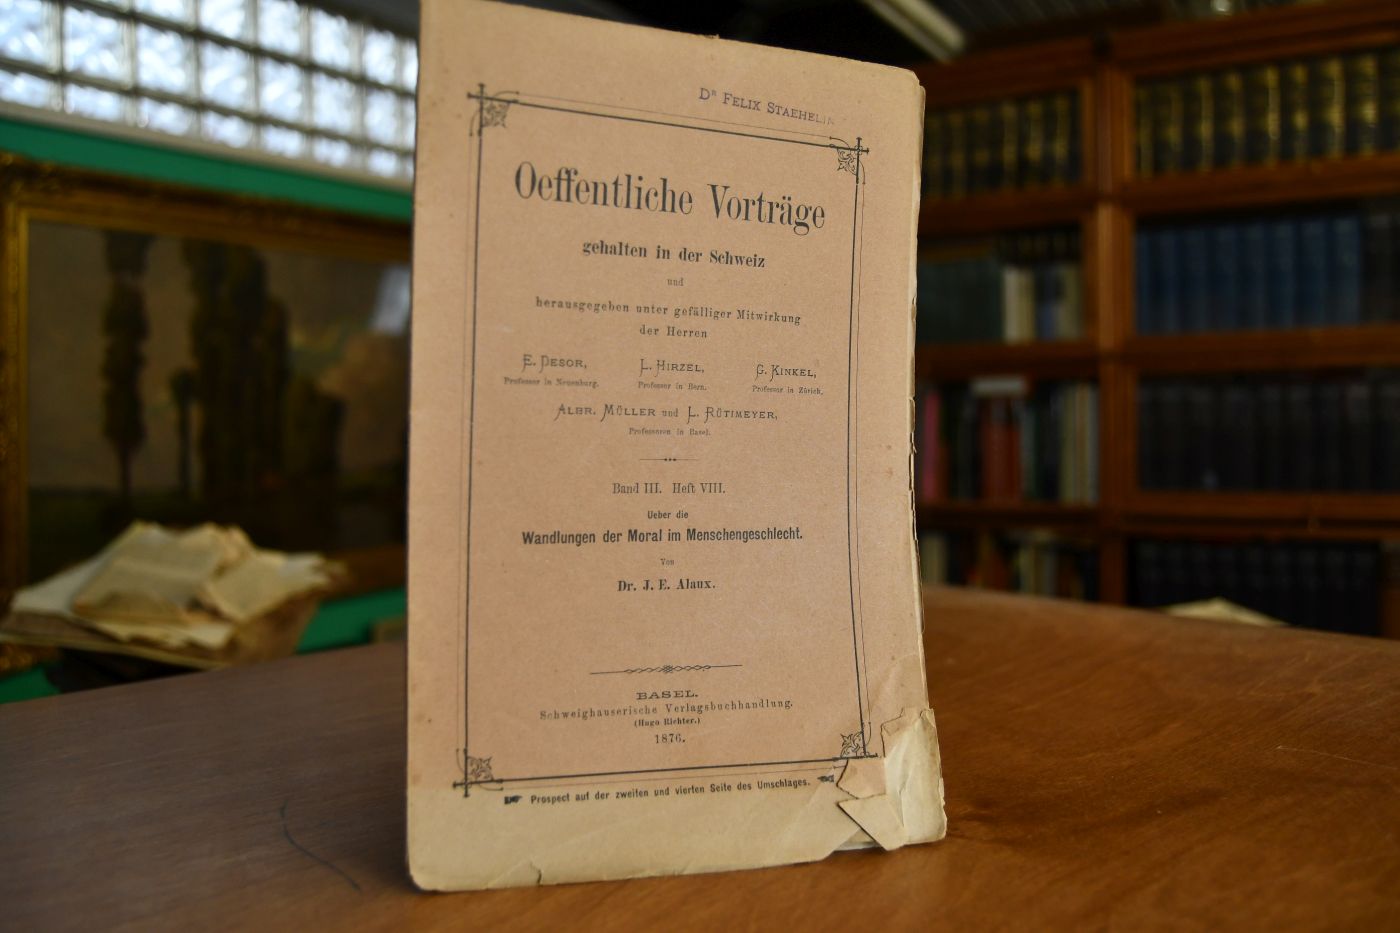 Dr FELIX STAEHELIN
Oeffentliche Vorträge
gehalten in der Schweiz
und
herausgegeben unter gefälliger Mitwirkung
der Herren
E. DESOR, L. HIRZEL, G. KINKEL,
Professor in Neuenburg. Professor in Bern. Professor in Zürich.
ALBR. MÜLLER und L. RÜTIMEYER,
Professoren in Basel.
Band III. Heft VIII.
Ueber die
Wandlungen der Moral im Menschengeschlecht.
Von
Dr. J. E. Alaux.
BASEL.
Schweighauserische Verlagsbuchhandlung.
(Hugo Richter.)
1876.
Prospect auf der zweiten und vierten Seite des Umschlages.